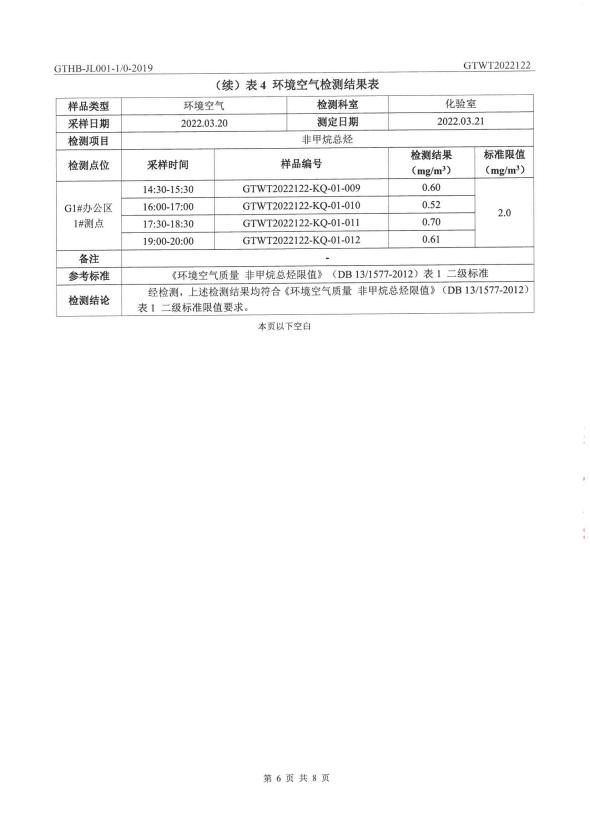 GTHB-JL001-1/0-2019 GTWT2022122
（续）表 4 环境空气检测结果表
样品类型 环境空气 检测科室 化验室
采样日期 2022.03.20 测定日期 2022.03.21
检测项目 非甲烷总烃
检测点位 采样时间 样品编号 检测结果（mg/m³） 标准限值（mg/m³）
G1#办公区1#测点 14:30-15:30 GTWT2022122-KQ-01-009 0.60 2.0
16:00-17:00 GTWT2022122-KQ-01-010 0.52
17:30-18:30 GTWT2022122-KQ-01-011 0.70
19:00-20:00 GTWT2022122-KQ-01-012 0.61
备注 -
参考标准 《环境空气质量 非甲烷总烃限值》（DB 13/1577-2012）表 1 二级标准
检测结论 经检测，上述检测结果均符合《环境空气质量 非甲烷总烃限值》（DB 13/1577-2012）
表 1 二级标准限值要求。
本页以下空白
第 6 页 共 8 页